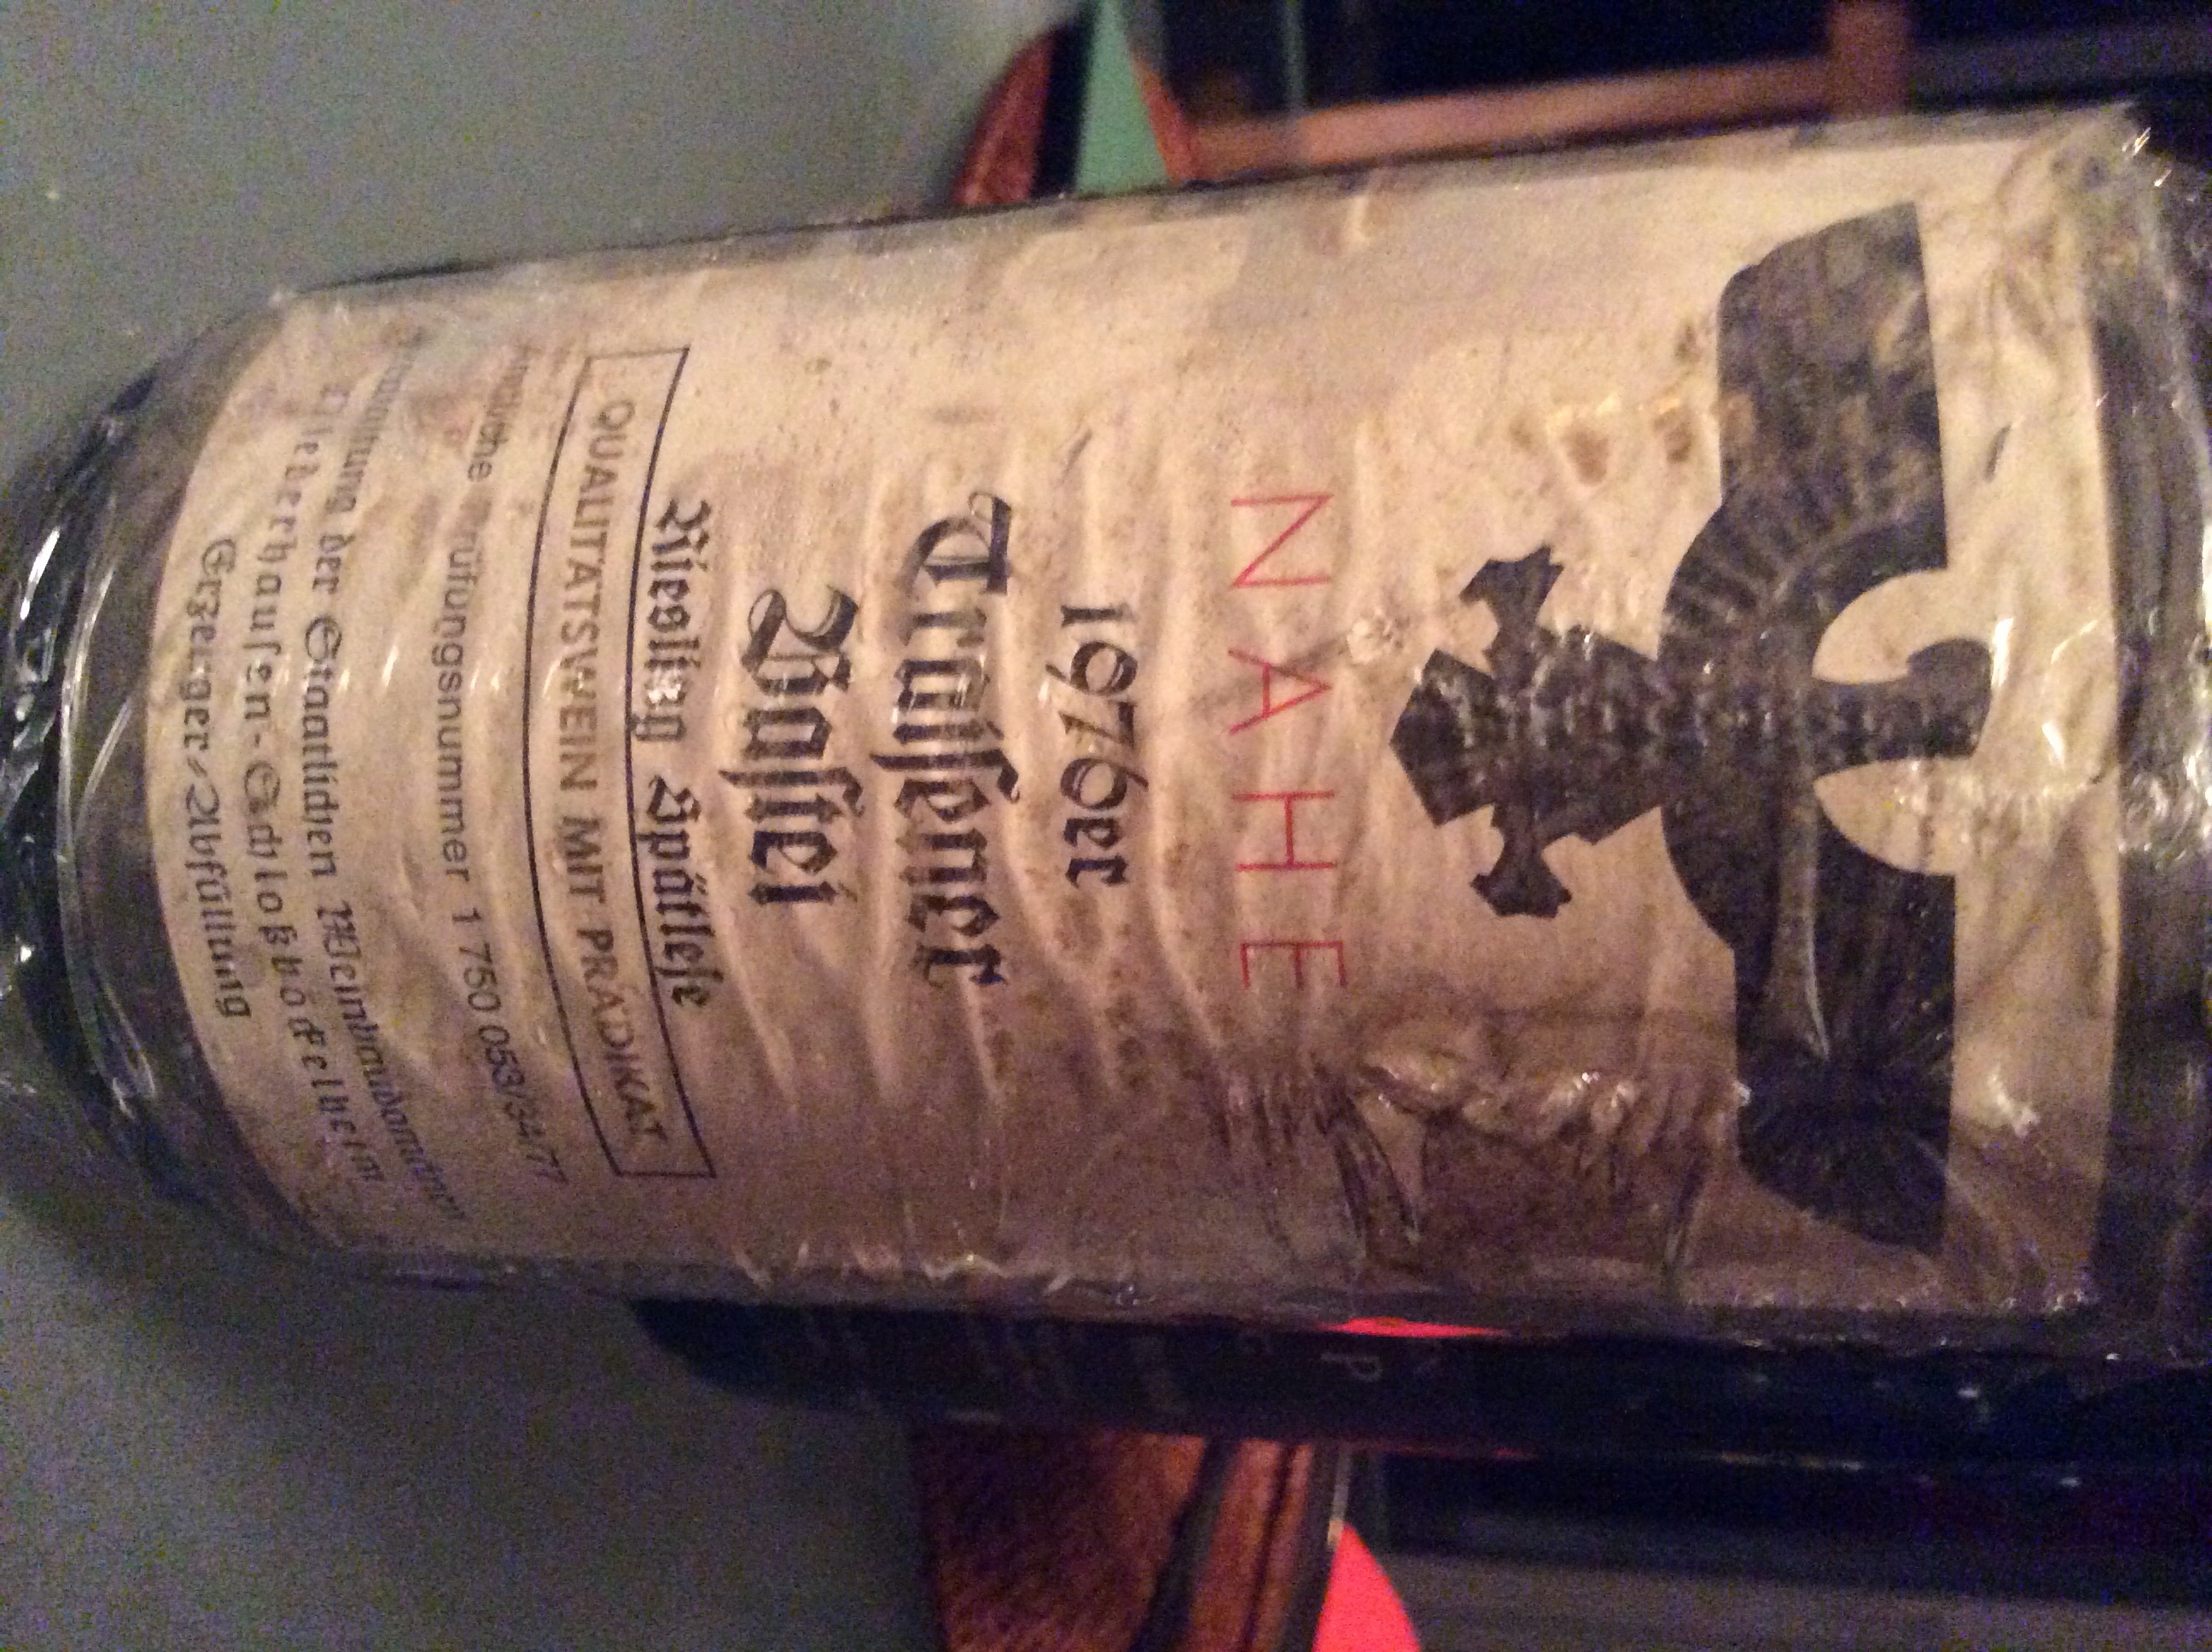 NAHE
1976er
Traiſener
Baſtei
Riesling Spätleſe
QUALITÄTSWEIN MIT PRÄDIKAT
Amtliche Prüfungsnummer 1 750 053/34/77
Verwaltung der Staatlichen Weinbaudomänen
Niederhauſen-Schloßböckelheim
Erzeuger-Abfüllung